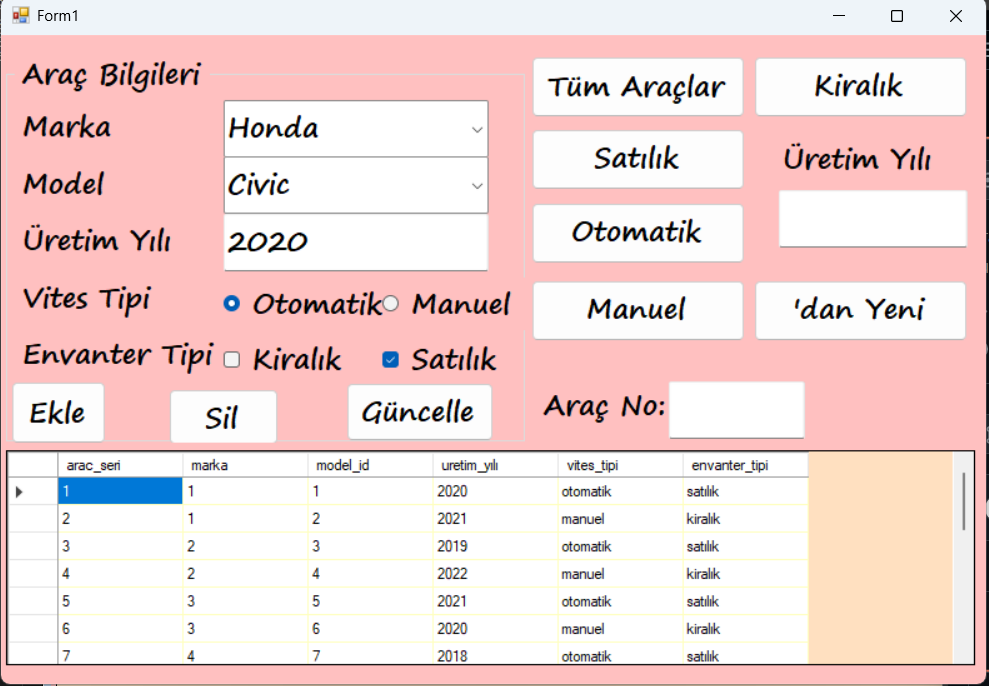 Form1
Araç Bilgileri
Marka Honda
Model Civic
Üretim Yılı 2020
Vites Tipi Otomatik Manuel
Envanter Tipi Kiralık Satılık
Ekle Sil Güncelle
Tüm Araçlar Kiralık
Satılık Üretim Yılı
Otomatik
Manuel 'dan Yeni
Araç No:
arac_seri marka model_id uretim_yılı vites_tipi envanter_tipi
1 1 1 2020 otomatik satılık
2 1 2 2021 manuel kiralık
3 2 3 2019 otomatik satılık
4 2 4 2022 manuel kiralık
5 3 5 2021 otomatik satılık
6 3 6 2020 manuel kiralık
7 4 7 2018 otomatik satılık